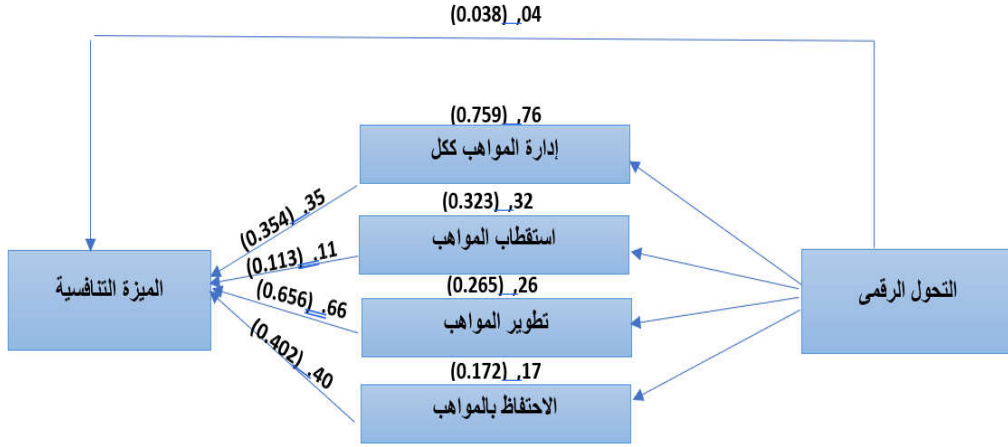 (0.038) ,04
(0.759) ,76
إدارة المواهب ككل
(0.354) ,35
(0.323) ,32
استقطاب المواهب
(0.113) ,11
الميزة التنافسية
التحول الرقمى
(0.265) ,26
تطوير المواهب
(0.656) ,66
(0.172) ,17
الاحتفاظ بالمواهب
(0.402) ,40